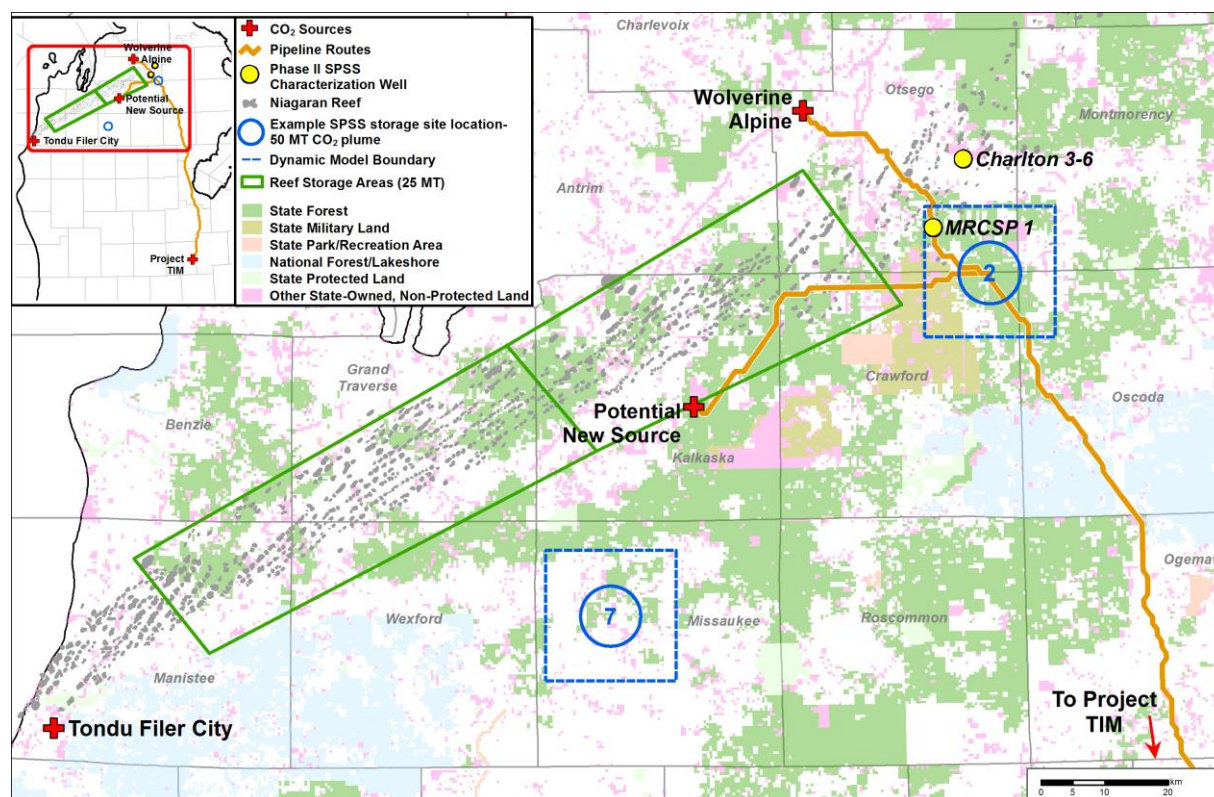 Wolverine
Alpine
Potential
New Source
Tondu Filer City
Project
TIM
CO₂ Sources
Pipeline Routes
Phase II SPSS
Characterization Well
Niagaran Reef
Example SPSS storage site location-
50 MT CO₂ plume
Dynamic Model Boundary
Reef Storage Areas (25 MT)
State Forest
State Military Land
State Park/Recreation Area
National Forest/Lakeshore
State Protected Land
Other State-Owned, Non-Protected Land
Charlevoix
Otsego
Montmorency
Wolverine
Alpine
Charlton 3-6
Antrim
MRCSP 1
2
Grand
Traverse
Crawford
Oscoda
Benzie
Potential
New Source
Kalkaska
Ogemaw
7
Wexford
Missaukee
Roscommon
Manistee
To Project
TIM
Tondu Filer City
km
0 5 10 20